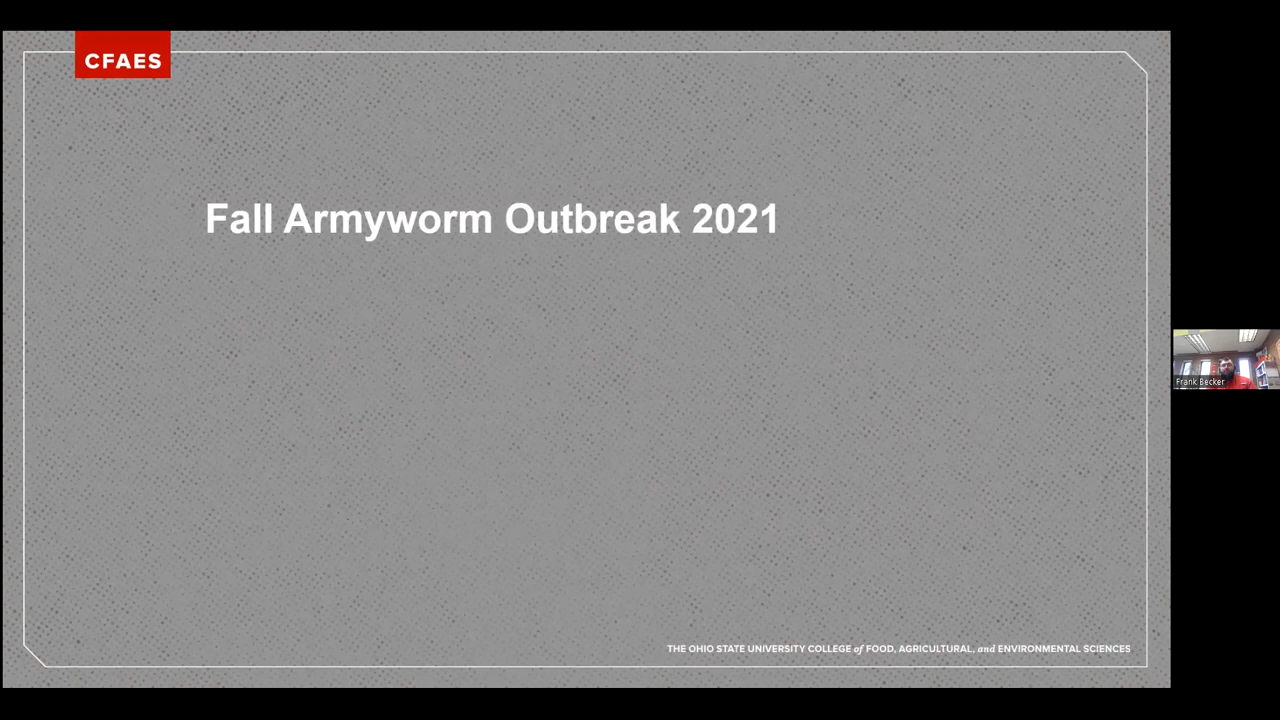 CFAES
Fall Armyworm Outbreak 2021
Frank Becker
THE OHIO STATE UNIVERSITY COLLEGE of FOOD, AGRICULTURAL, and ENVIRONMENTAL SCIENCES